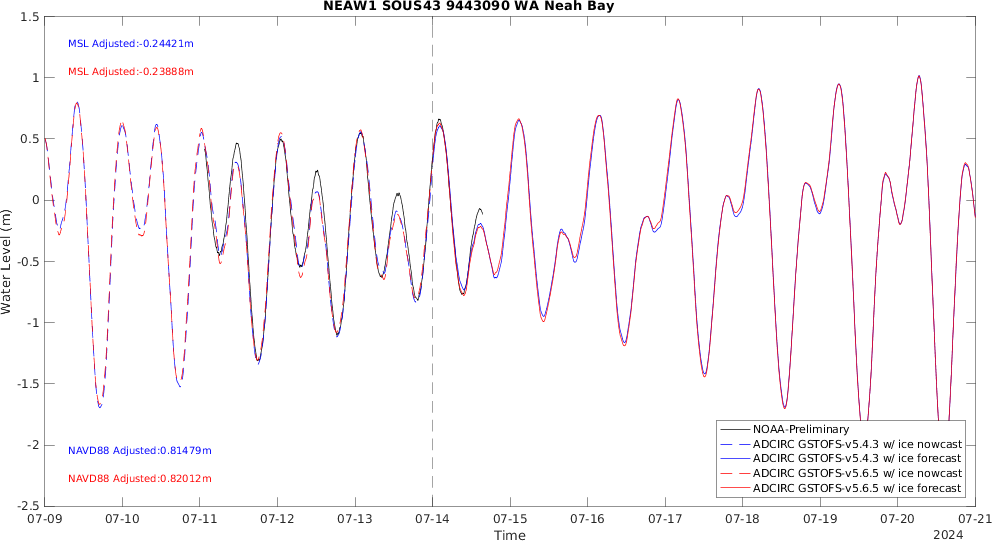 NEAW1 SOUS43 9443090 WA Neah Bay
1.5
1
0.5
0
-0.5
-1
-1.5
-2
-2.5
Water Level (m)
MSL Adjusted:-0.24421m
MSL Adjusted:-0.23888m
NAVD88 Adjusted:0.81479m
NAVD88 Adjusted:0.82012m
NOAA-Preliminary
ADCIRC GSTOFS-v5.4.3 w/ ice nowcast
ADCIRC GSTOFS-v5.4.3 w/ ice forecast
ADCIRC GSTOFS-v5.6.5 w/ ice nowcast
ADCIRC GSTOFS-v5.6.5 w/ ice forecast
07-09 07-10 07-11 07-12 07-13 07-14 07-15 07-16 07-17 07-18 07-19 07-20 07-21
Time
2024